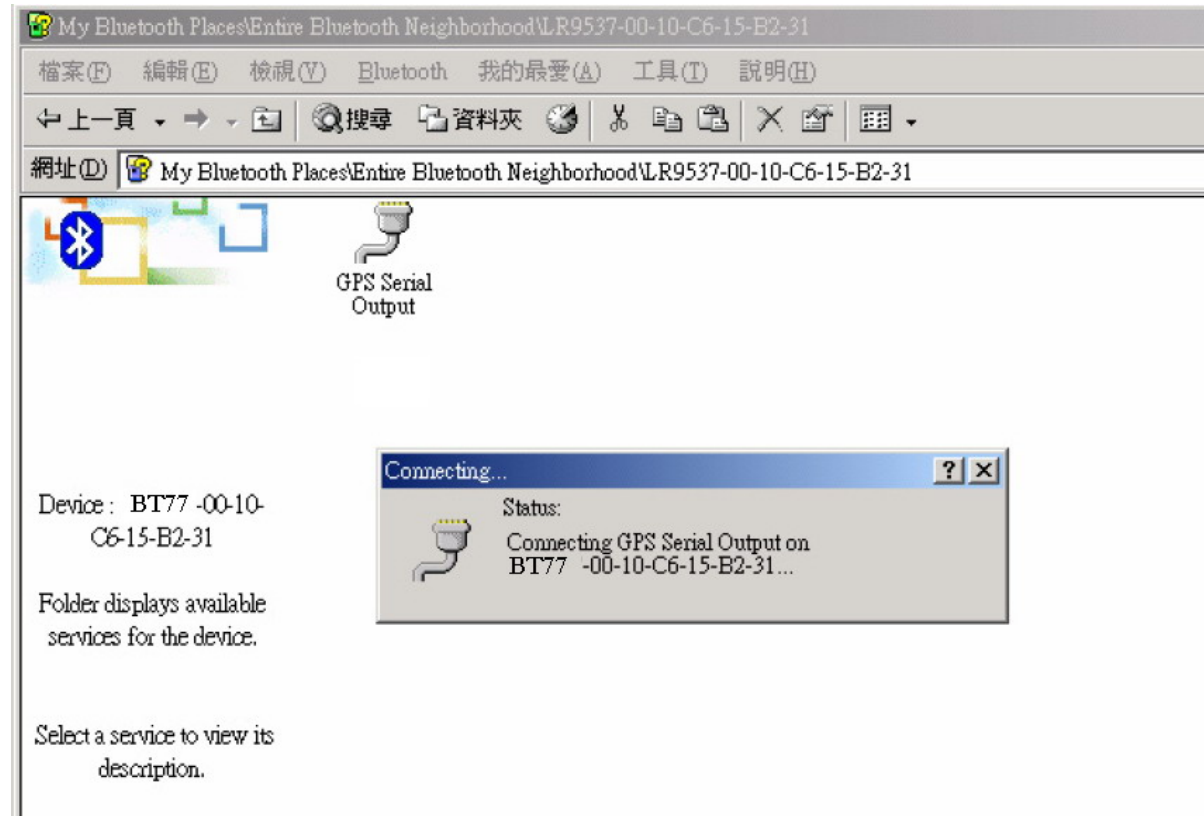 My Bluetooth Places\Entire Bluetooth Neighborhood\LR9537-00-10-C6-15-B2-31
檔案(F) 編輯(E) 檢視(V) Bluetooth 我的最愛(A) 工具(T) 說明(H)
上一頁 搜尋 資料夾
網址(D) My Bluetooth Places\Entire Bluetooth Neighborhood\LR9537-00-10-C6-15-B2-31
GPS Serial
Output
Device : BT77 -00-10-
C6-15-B2-31
Folder displays available
services for the device.
Select a service to view its
description.
Connecting...
Status:
Connecting GPS Serial Output on
BT77 -00-10-C6-15-B2-31...